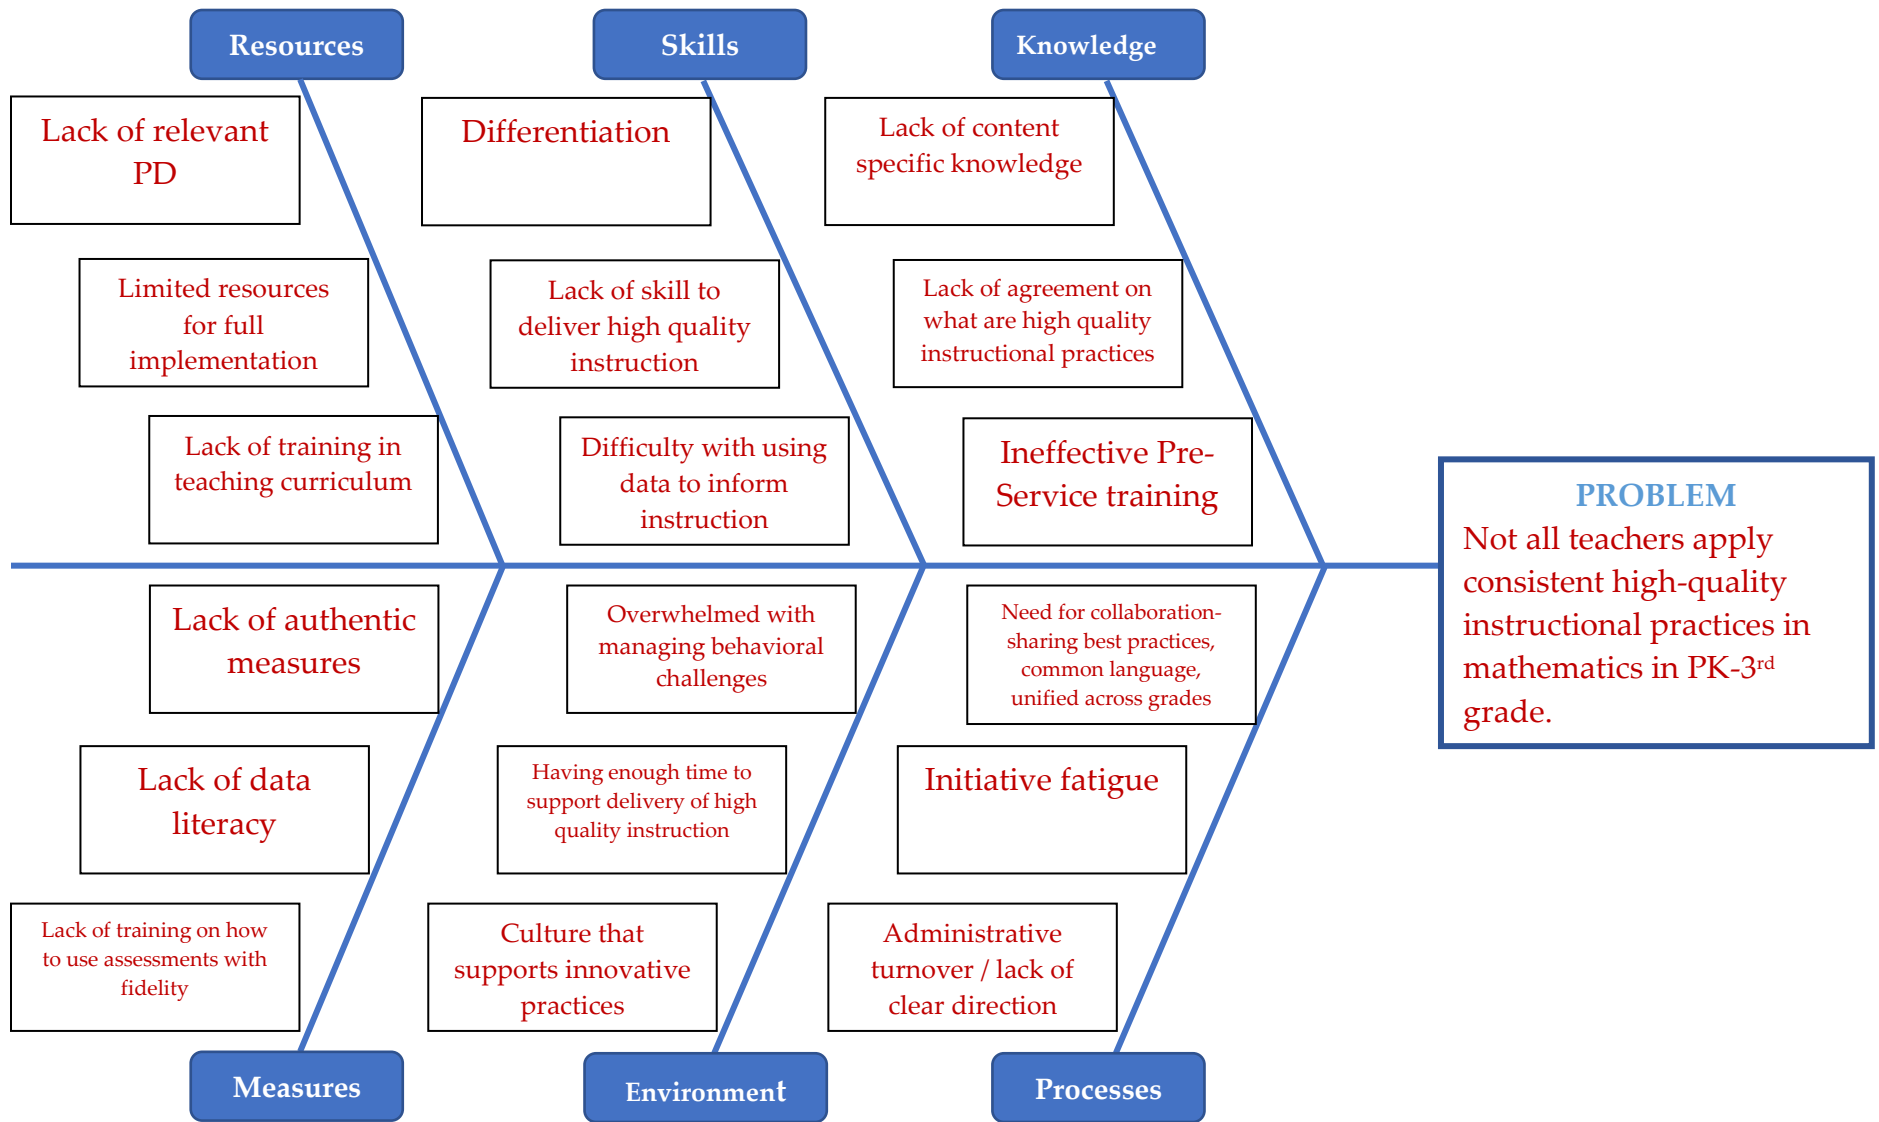 Resources
Skills
Knowledge
Lack of relevant
PD
Differentiation
Lack of content
specific knowledge
Limited resources
for full
implementation
Lack of skill to
deliver high quality
instruction
Lack of agreement on
what are high quality
instructional practices
Lack of training in
teaching curriculum
Difficulty with using
data to inform
instruction
Ineffective Pre-
Service training
PROBLEM
Not all teachers apply
consistent high-quality
instructional practices in
mathematics in PK-3rd
grade.
Lack of authentic
measures
Overwhelmed with
managing behavioral
challenges
Need for collaboration-
sharing best practices,
common language,
unified across grades
Lack of data
literacy
Having enough time to
support delivery of high
quality instruction
Initiative fatigue
Lack of training on how
to use assessments with
fidelity
Culture that
supports innovative
practices
Administrative
turnover / lack of
clear direction
Measures
Environment
Processes